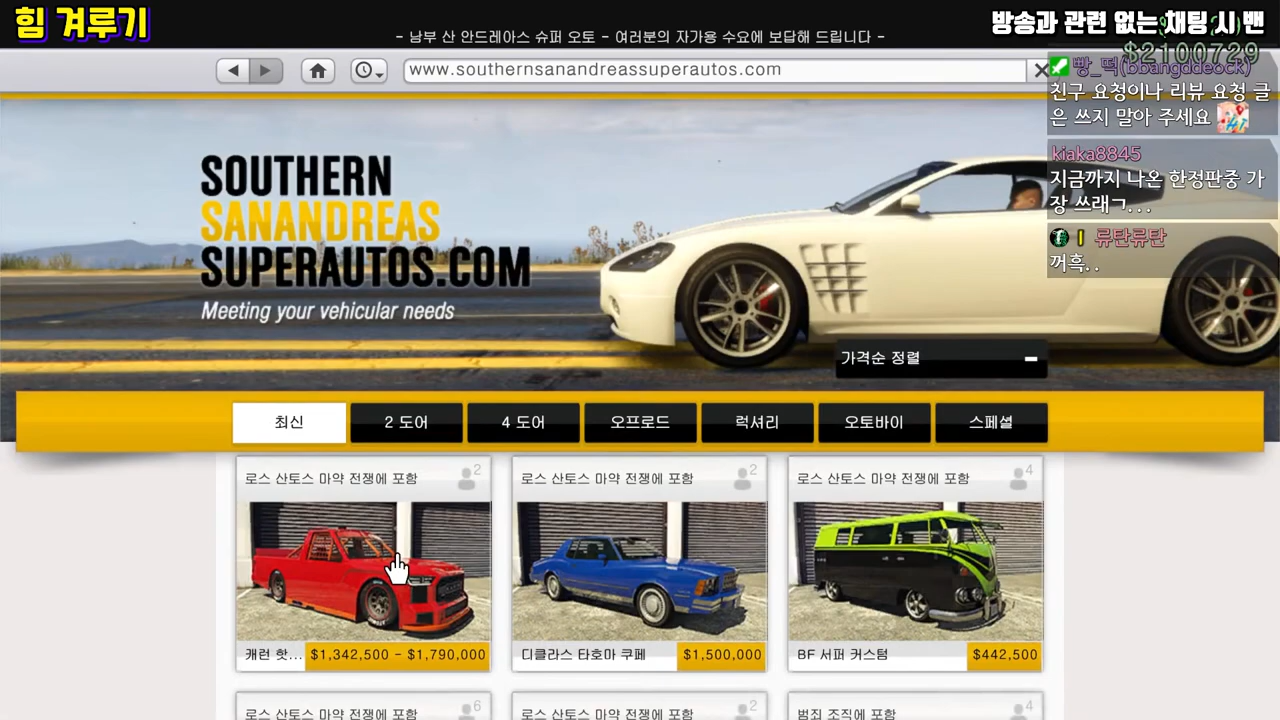 힘 겨루기
방송과 관련 없는 채팅 시 밴
- 남부 산 안드레아스 슈퍼 오토 - 여러분의 자가용 수요에 보답해 드립니다 -
$2100729
www.southernsanandreassuperautos.com
빵_떡(bbangddeock)
친구 요청이나 리뷰 요청 글
은 쓰지 말아 주세요
kiaka8845
지금까지 나온 한정판중 가
장 쓰래ㄱ...
류탄류탄
꺼흑..
SOUTHERN
SANANDREAS
SUPERAUTOS.COM
Meeting your vehicular needs
가격순 정렬
최신
2 도어
4 도어
오프로드
럭셔리
오토바이
스페셜
로스 산토스 마약 전쟁에 포함
2
로스 산토스 마약 전쟁에 포함
2
로스 산토스 마약 전쟁에 포함
4
캐런 핫...
$1,342,500 - $1,790,000
디클라스 타호마 쿠페
$1,500,000
BF 서퍼 커스텀
$442,500
로스 산토스 마약 전쟁에 포함
6
로스 산토스 마약 전쟁에 포함
2
범죄 조직에 포함
4